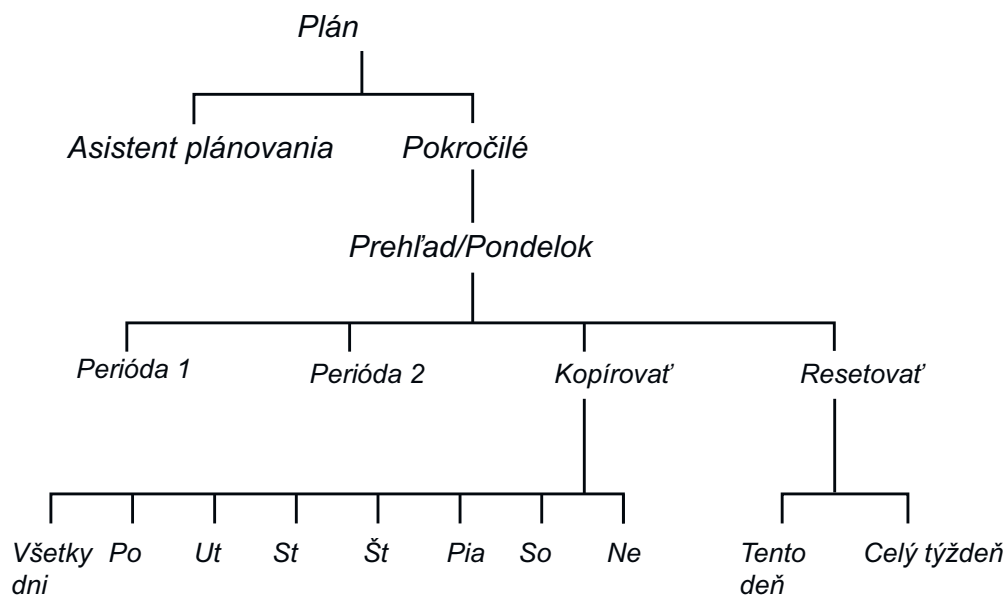 Plán
Asistent plánovania Pokročilé
Prehľad/Pondelok
Perióda 1 Perióda 2 Kopírovať Resetovať
Všetky dni Po Ut St Št Pia So Ne Tento deň Celý týždeň